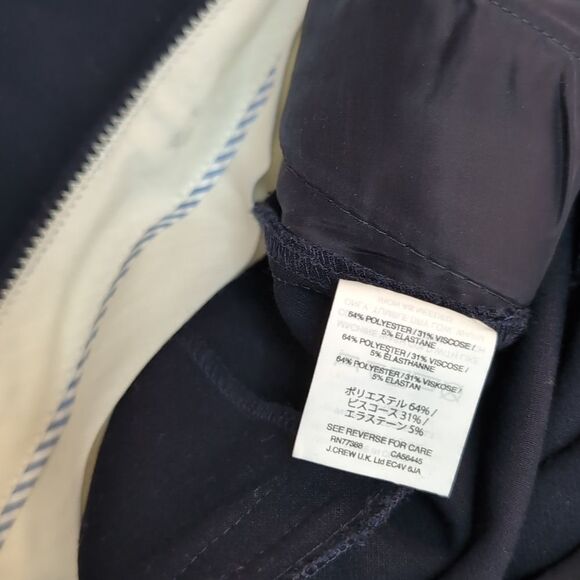 64% POLYESTER / 31% VISCOSE /
5% ELASTANE
64% POLYESTER / 31% VISCOSE /
5% ELASTHANNE
64% POLYESTER / 31% VISKOSE /
5% ELASTAN
ポリエステル 64% /
ビスコース 31% /
エラステーン 5%
SEE REVERSE FOR CARE
RN77388 CA56445
J.CREW U.K. Ltd EC4V 6JA